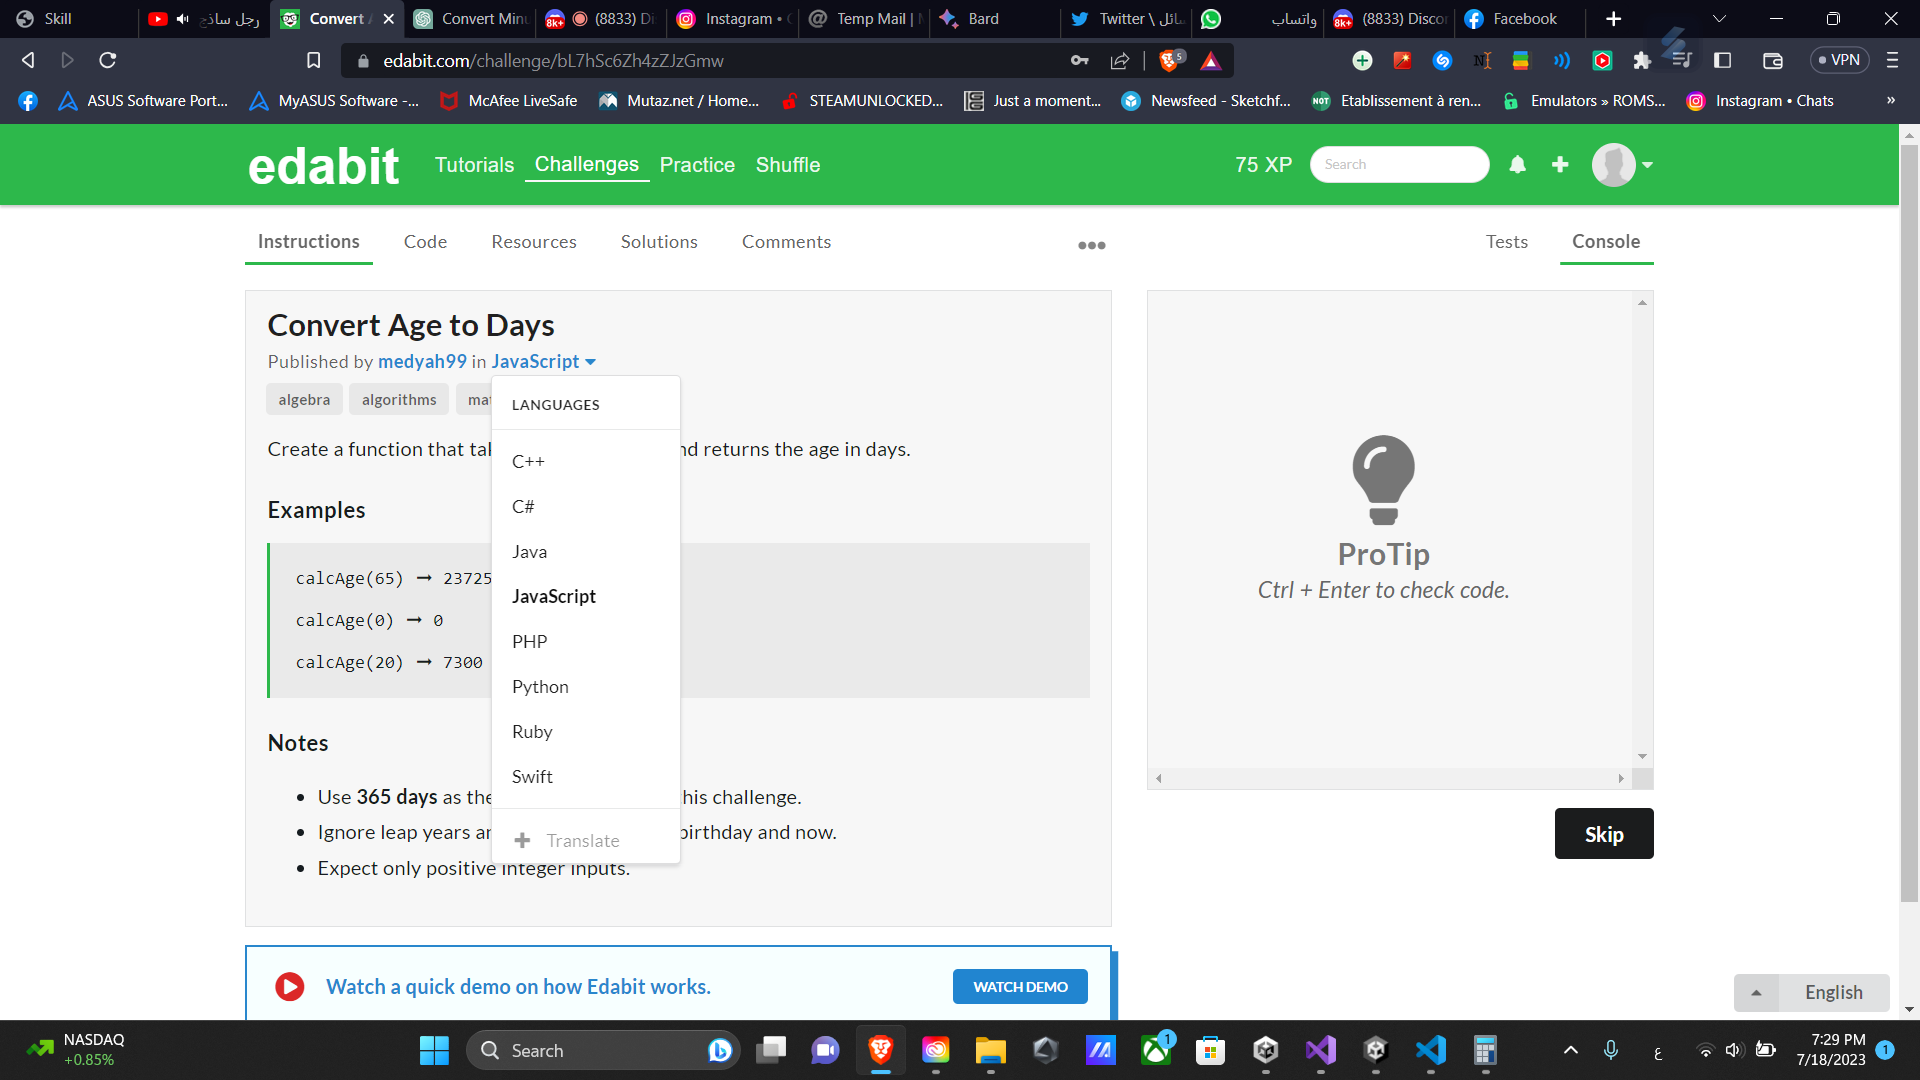 Skill
رجل ساذج
Convert A
Convert Minu
(8833) Di
Instagram •
Temp Mail |
Bard
Twitter \ ائل
واتساب
(8833) Discor
Facebook
edabit.com/challenge/bL7hSc6Zh4zZJzGmw
5
VPN
ASUS Software Port...
MyASUS Software -...
McAfee LiveSafe
Mutaz.net / Home...
STEAMUNLOCKED...
Just a moment...
Newsfeed - Sketchf...
Etablissement à ren...
Emulators » ROMS...
Instagram • Chats
»
edabit
Tutorials
Challenges
Practice
Shuffle
75 XP
Search
Instructions
Code
Resources
Solutions
Comments
Tests
Console
Convert Age to Days
Published by medyah99 in JavaScript
algebra
algorithms
mat
LANGUAGES
C++
C#
Java
JavaScript
PHP
Python
Ruby
Swift
Translate
Create a function that tal nd returns the age in days.
Examples
calcAge(65) ➞ 23725
calcAge(0) ➞ 0
calcAge(20) ➞ 7300
Notes
• Use 365 days as the his challenge.
• Ignore leap years an birthday and now.
• Expect only positive integer inputs.
ProTip
Ctrl + Enter to check code.
Skip
Watch a quick demo on how Edabit works.
WATCH DEMO
English
NASDAQ
+0.85%
Search
1
ع
7:29 PM
7/18/2023
1